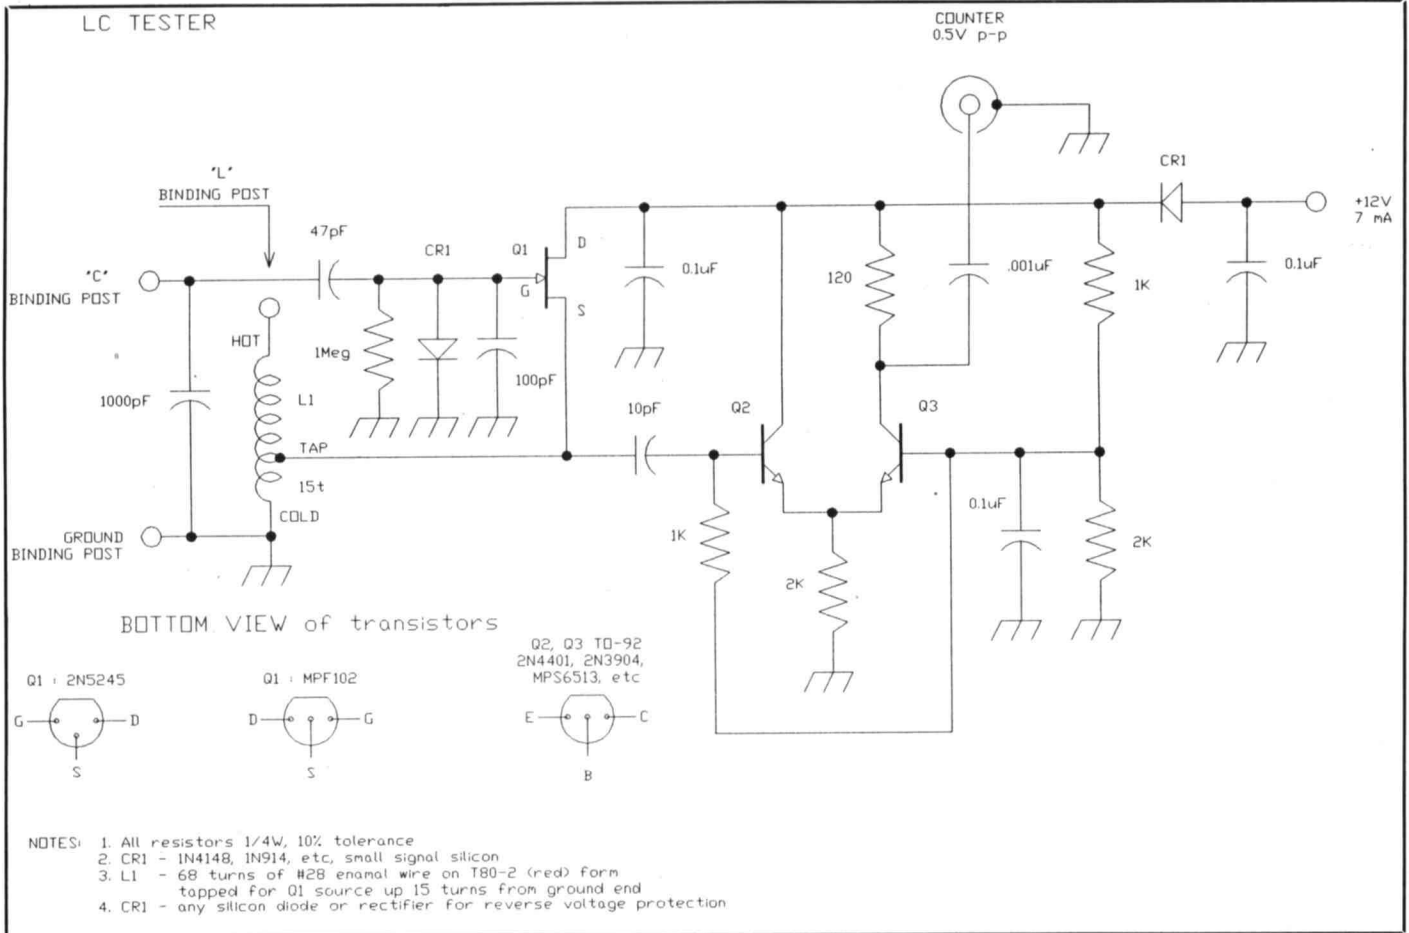 LC TESTER
COUNTER
0.5V p-p
"L"
BINDING POST
CR1
+12V
7 mA
47pF
CR1
Q1
D
G
S
0.1uF
120
.001uF
1K
0.1uF
"C"
BINDING POST
HOT
1Meg
100pF
1000pF
L1
10pF
Q2
Q3
TAP
15t
COLD
GROUND
BINDING POST
1K
0.1uF
2K
2K
BOTTOM VIEW of transistors
Q1 : 2N5245
G
D
S
Q1 : MPF102
D
G
S
Q2, Q3 TO-92
2N4401, 2N3904,
MPS6513, etc
E
C
B
NOTES: 1. All resistors 1/4W, 10% tolerance
2. CR1 - 1N4148, 1N914, etc, small signal silicon
3. L1 - 68 turns of #28 enamal wire on T80-2 (red) form
tapped for Q1 source up 15 turns from ground end
4. CR1 - any silicon diode or rectifier for reverse voltage protection